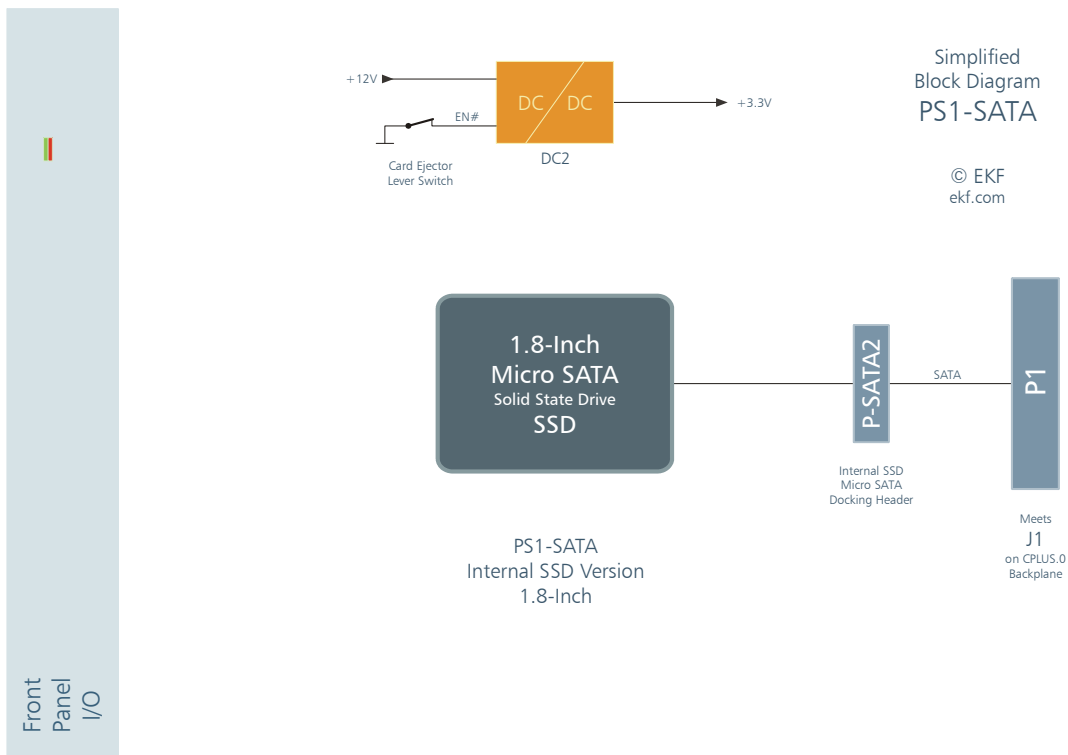 Simplified
Block Diagram
PS1-SATA
© EKF
ekf.com
+12V
EN#
DC DC
+3.3V
DC2
Card Ejector
Lever Switch
1.8-Inch
Micro SATA
Solid State Drive
SSD
P-SATA2
SATA
P1
Internal SSD
Micro SATA
Docking Header
Meets
J1
on CPLUS.0
Backplane
PS1-SATA
Internal SSD Version
1.8-Inch
Front
Panel
I/O